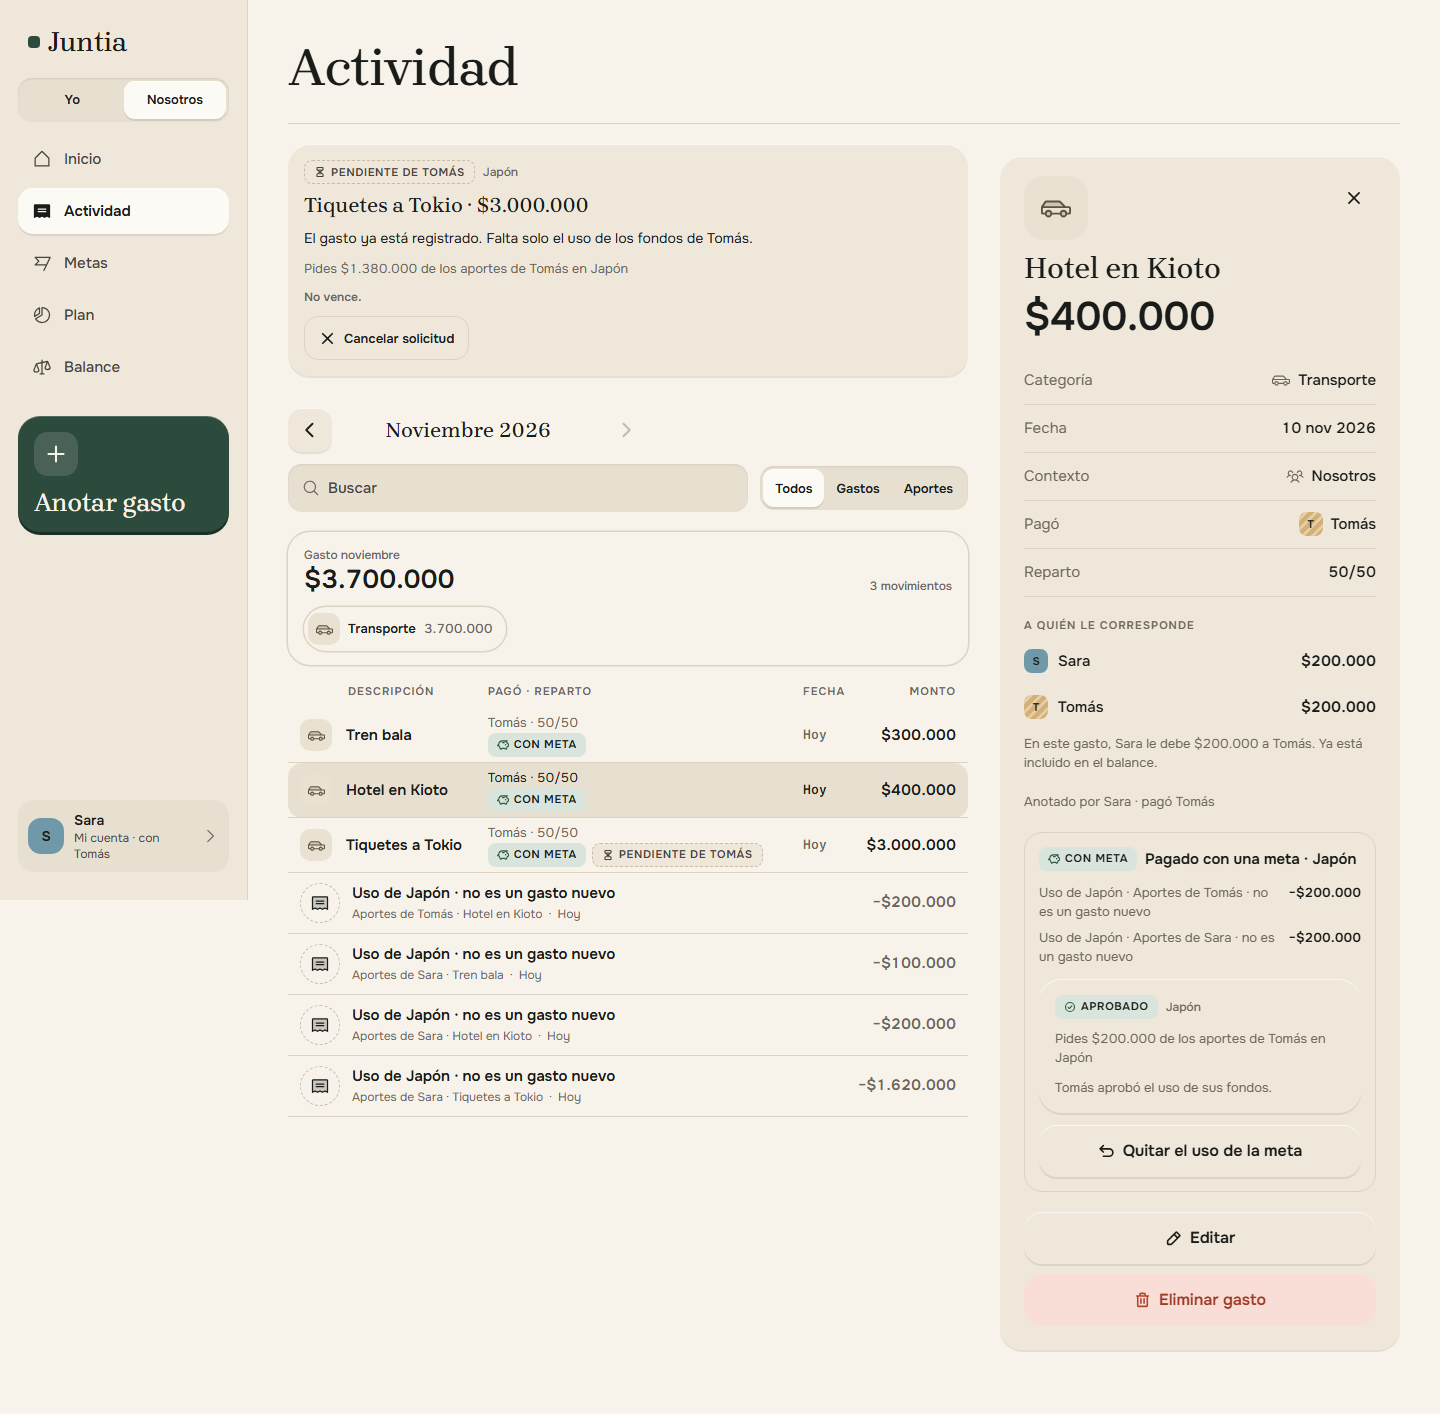 Juntia
Yo
Nosotros
Inicio
Actividad
Metas
Plan
Balance
Anotar gasto
S
Sara
Mi cuenta · con
Tomás
Actividad
PENDIENTE DE TOMÁS
Japón
Tiquetes a Tokio · $3.000.000
El gasto ya está registrado. Falta solo el uso de los fondos de Tomás.
Pides $1.380.000 de los aportes de Tomás en Japón
No vence.
Cancelar solicitud
Noviembre 2026
Buscar
Todos
Gastos
Aportes
Gasto noviembre
$3.700.000
3 movimientos
Transporte 3.700.000
DESCRIPCIÓN
PAGÓ · REPARTO
FECHA
MONTO
Tren bala
Tomás · 50/50
CON META
Hoy
$300.000
Hotel en Kioto
Tomás · 50/50
CON META
Hoy
$400.000
Tiquetes a Tokio
Tomás · 50/50
CON META
PENDIENTE DE TOMÁS
Hoy
$3.000.000
Uso de Japón · no es un gasto nuevo
Aportes de Tomás · Hotel en Kioto · Hoy
−$200.000
Uso de Japón · no es un gasto nuevo
Aportes de Sara · Tren bala · Hoy
−$100.000
Uso de Japón · no es un gasto nuevo
Aportes de Sara · Hotel en Kioto · Hoy
−$200.000
Uso de Japón · no es un gasto nuevo
Aportes de Sara · Tiquetes a Tokio · Hoy
−$1.620.000
Hotel en Kioto
$400.000
Categoría
Transporte
Fecha
10 nov 2026
Contexto
Nosotros
Pagó
T
Tomás
Reparto
50/50
A QUIÉN LE CORRESPONDE
S
Sara
$200.000
T
Tomás
$200.000
En este gasto, Sara le debe $200.000 a Tomás. Ya está
incluido en el balance.
Anotado por Sara · pagó Tomás
CON META
Pagado con una meta · Japón
Uso de Japón · Aportes de Tomás · no
es un gasto nuevo
−$200.000
Uso de Japón · Aportes de Sara · no es
un gasto nuevo
−$200.000
APROBADO
Japón
Pides $200.000 de los aportes de Tomás en
Japón
Tomás aprobó el uso de sus fondos.
Quitar el uso de la meta
Editar
Eliminar gasto